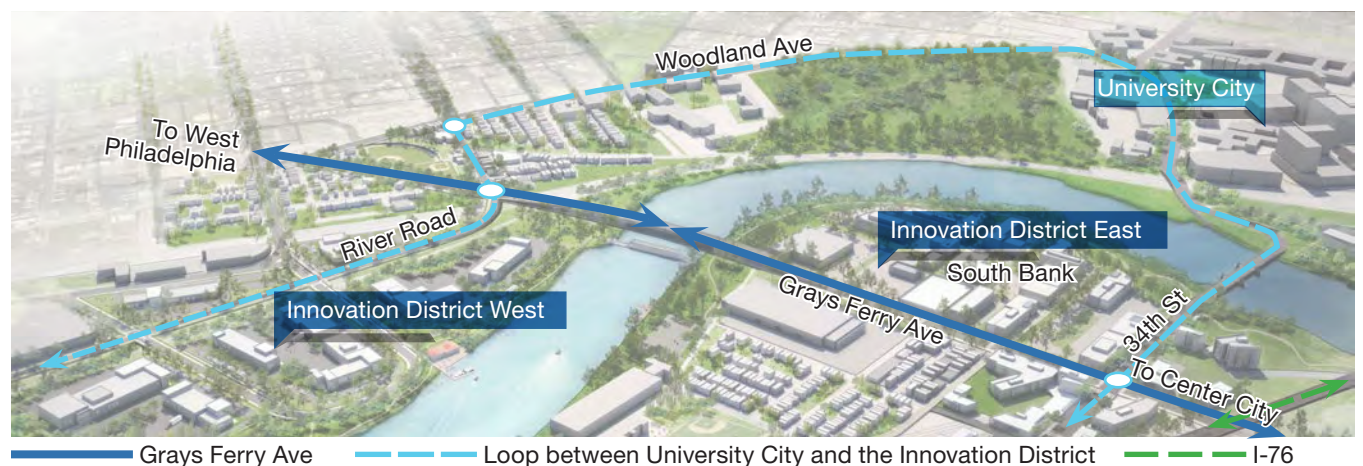 Woodland Ave
University City
To West
Philadelphia
River Road
Innovation District East
South Bank
Innovation District West
Grays Ferry Ave
34th St
To Center City
Grays Ferry Ave
Loop between University City and the Innovation District
I-76